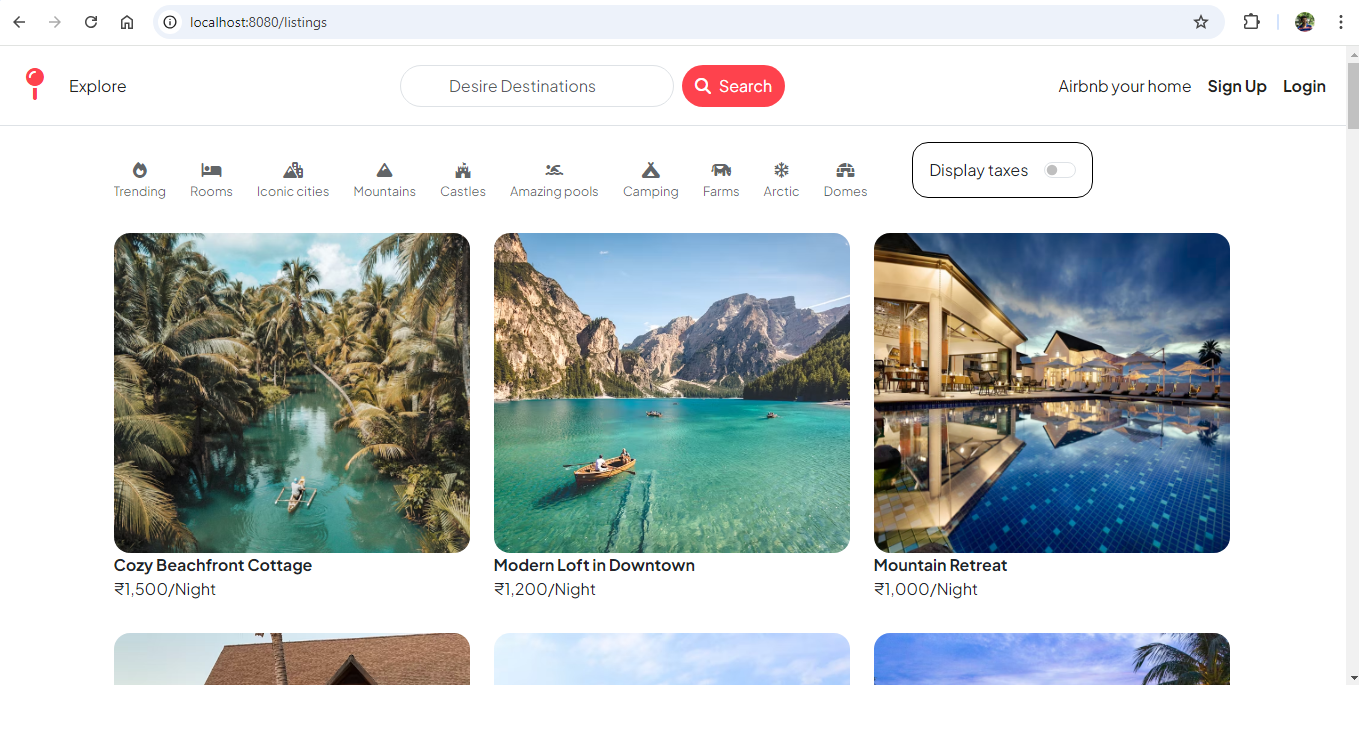 localhost:8080/listings
Explore
Desire Destinations
Search
Airbnb your home
Sign Up
Login
Trending
Rooms
Iconic cities
Mountains
Castles
Amazing pools
Camping
Farms
Arctic
Domes
Display taxes
Cozy Beachfront Cottage
₹1,500/Night
Modern Loft in Downtown
₹1,200/Night
Mountain Retreat
₹1,000/Night